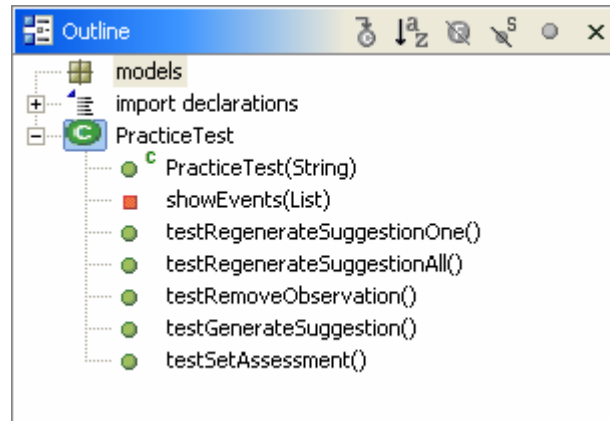 Outline
models
import declarations
PracticeTest
PracticeTest(String)
showEvents(List)
testRegenerateSuggestionOne()
testRegenerateSuggestionAll()
testRemoveObservation()
testGenerateSuggestion()
testSetAssessment()